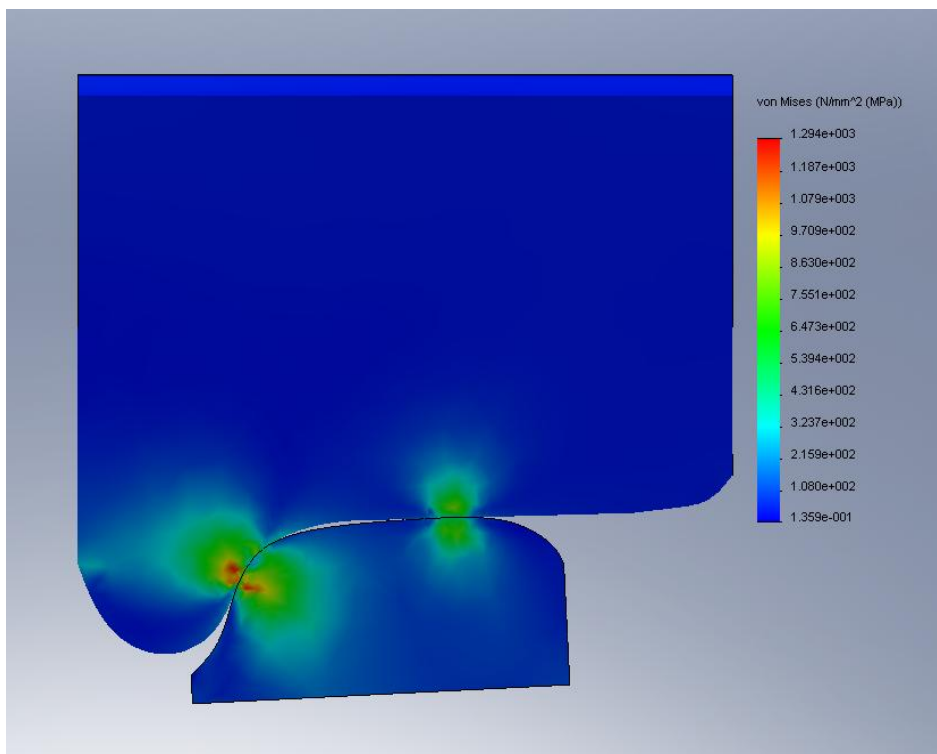 von Mises (N/mm^2 (MPa))
1.294e+003
1.187e+003
1.079e+003
9.709e+002
8.630e+002
7.551e+002
6.473e+002
5.394e+002
4.316e+002
3.237e+002
2.159e+002
1.080e+002
1.359e-001